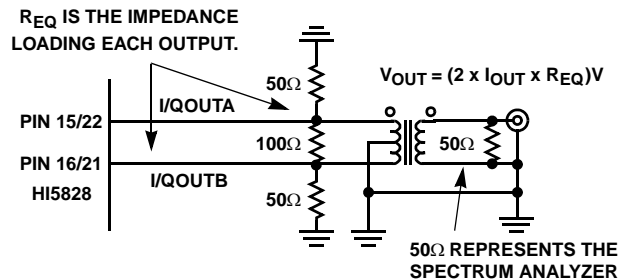 R_EQ IS THE IMPEDANCE
LOADING EACH OUTPUT.
50Ω
V_OUT = (2 x I_OUT x R_EQ)V
I/QOUTA
PIN 15/22
100Ω
50Ω
PIN 16/21
I/QOUTB
HI5828
50Ω
50Ω REPRESENTS THE
SPECTRUM ANALYZER